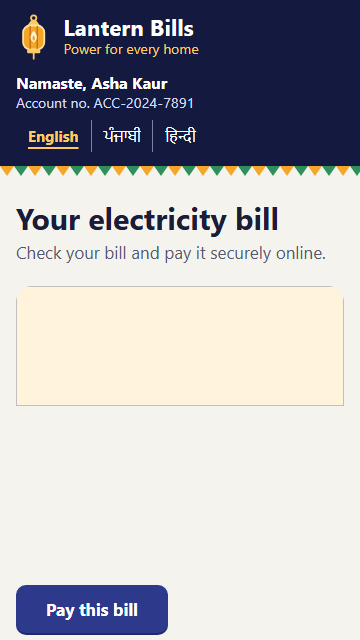 Lantern Bills
Power for every home
Namaste, Asha Kaur
Account no. ACC-2024-7891
English
ਪੰਜਾਬੀ
हिन्दी
Your electricity bill
Check your bill and pay it securely online.
Pay this bill